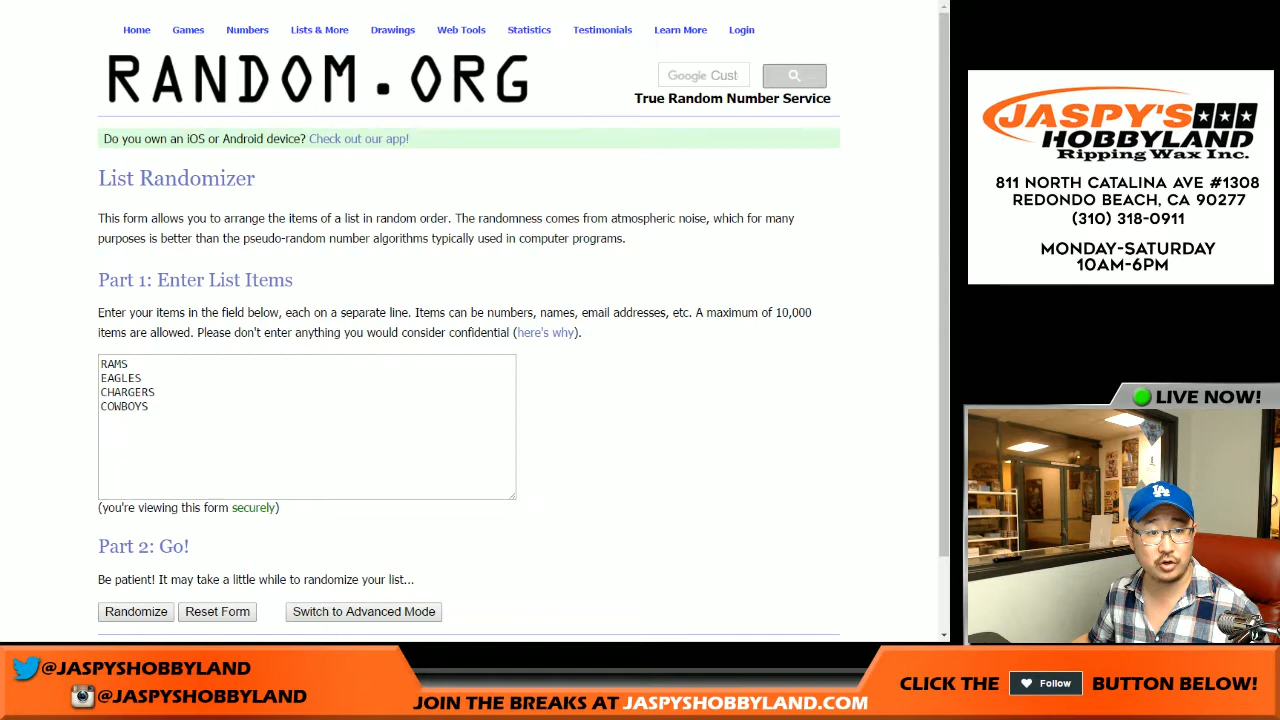 Home Games Numbers Lists & More Drawings Web Tools Statistics Testimonials Learn More Login
RANDOM.ORG
Google Cust
True Random Number Service
Do you own an iOS or Android device? Check out our app!
List Randomizer
This form allows you to arrange the items of a list in random order. The randomness comes from atmospheric noise, which for many
purposes is better than the pseudo-random number algorithms typically used in computer programs.
Part 1: Enter List Items
Enter your items in the field below, each on a separate line. Items can be numbers, names, email addresses, etc. A maximum of 10,000
items are allowed. Please don't enter anything you would consider confidential (here's why).
RAMS
EAGLES
CHARGERS
COWBOYS
(you're viewing this form securely)
Part 2: Go!
Be patient! It may take a little while to randomize your list...
Randomize Reset Form Switch to Advanced Mode
JASPY'S
HOBBYLAND
Ripping Wax Inc.
811 NORTH CATALINA AVE #1308
REDONDO BEACH, CA 90277
(310) 318-0911
MONDAY-SATURDAY
10AM-6PM
LIVE NOW!
LA
@JASPYSHOBBYLAND
@JASPYSHOBBYLAND
JOIN THE BREAKS AT JASPYSHOBBYLAND.COM
CLICK THE Follow BUTTON BELOW!